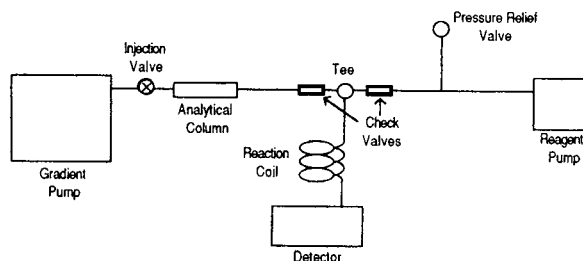 Pressure Relief
Valve
Injection
Valve
Tee
Analytical
Column
Check
Valves
Reaction
Coil
Gradient
Pump
Reagent
Pump
Detector